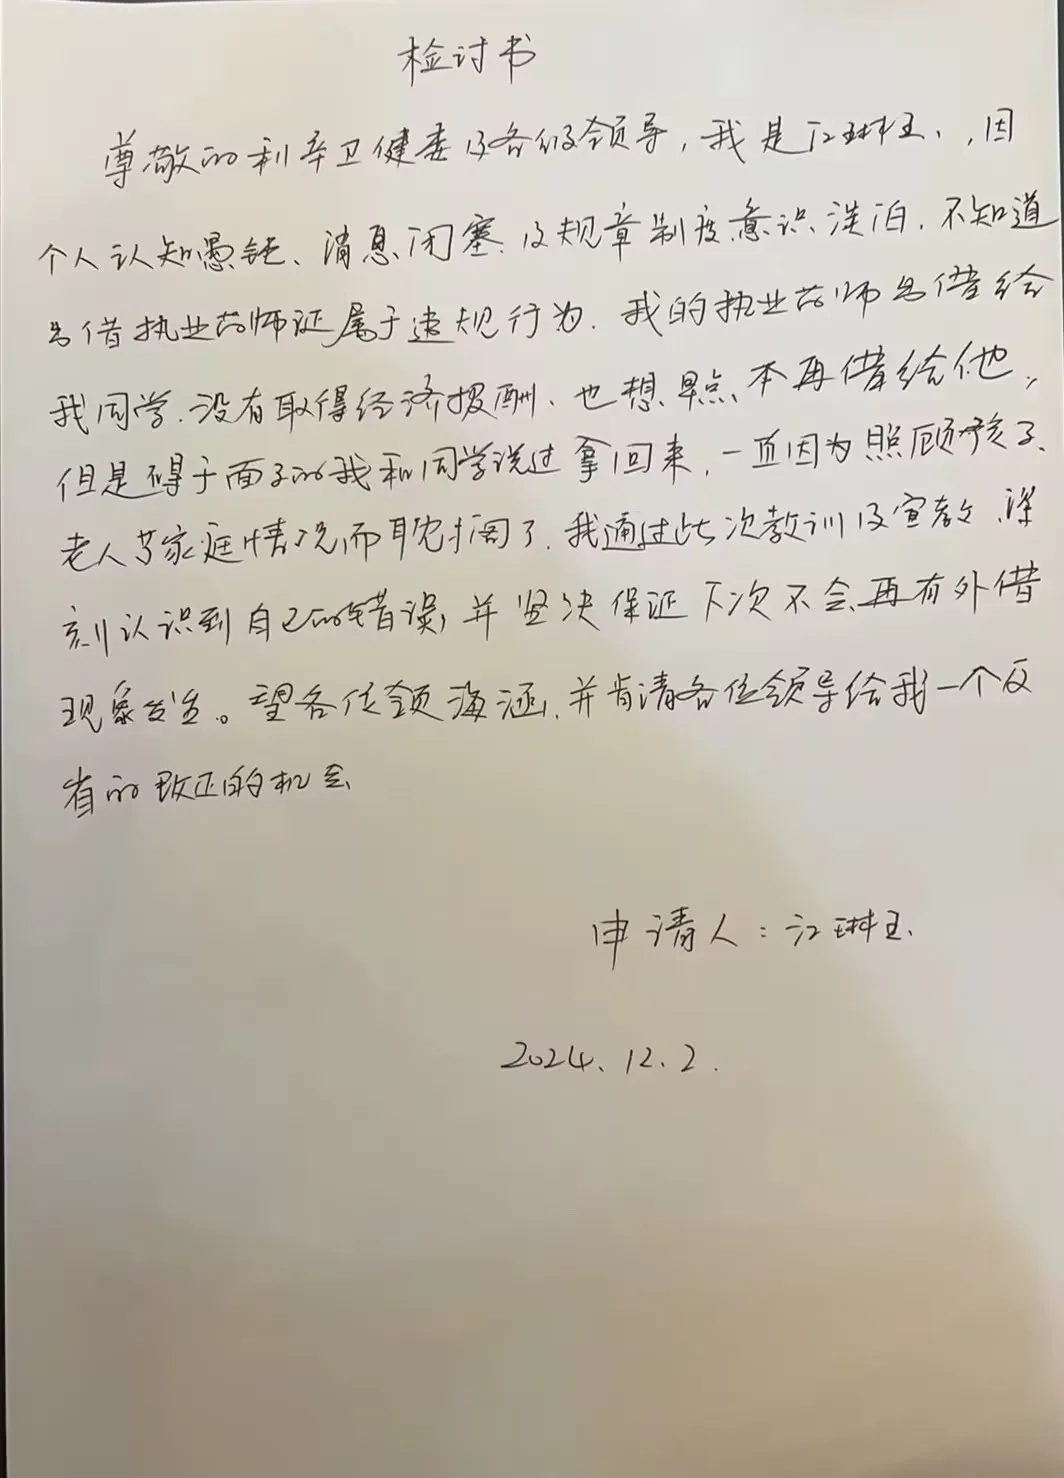 检讨书
尊敬的利辛卫健委及各级领导,我是江琳玉、,因
个人认知愚钝、消息闭塞、及规章制度意识淡泊.不知道
外借执业药师证属于违规行为.我的执业药师外借给
我同学.没有取得经济报酬、也想早点本再借给他,
但是碍于面子的我和同学说过拿回来,一直因为照顾孩子、
老人等家庭情况而耽搁了.我通过此次教训及宣教.深
刻认识到自己的错误,并坚决保证下次不会再有外借
现象发生。望各位领海涵,并肯请各位领导给我一个反
省的改正的机会
申请人:江琳玉.
2024.12.2.